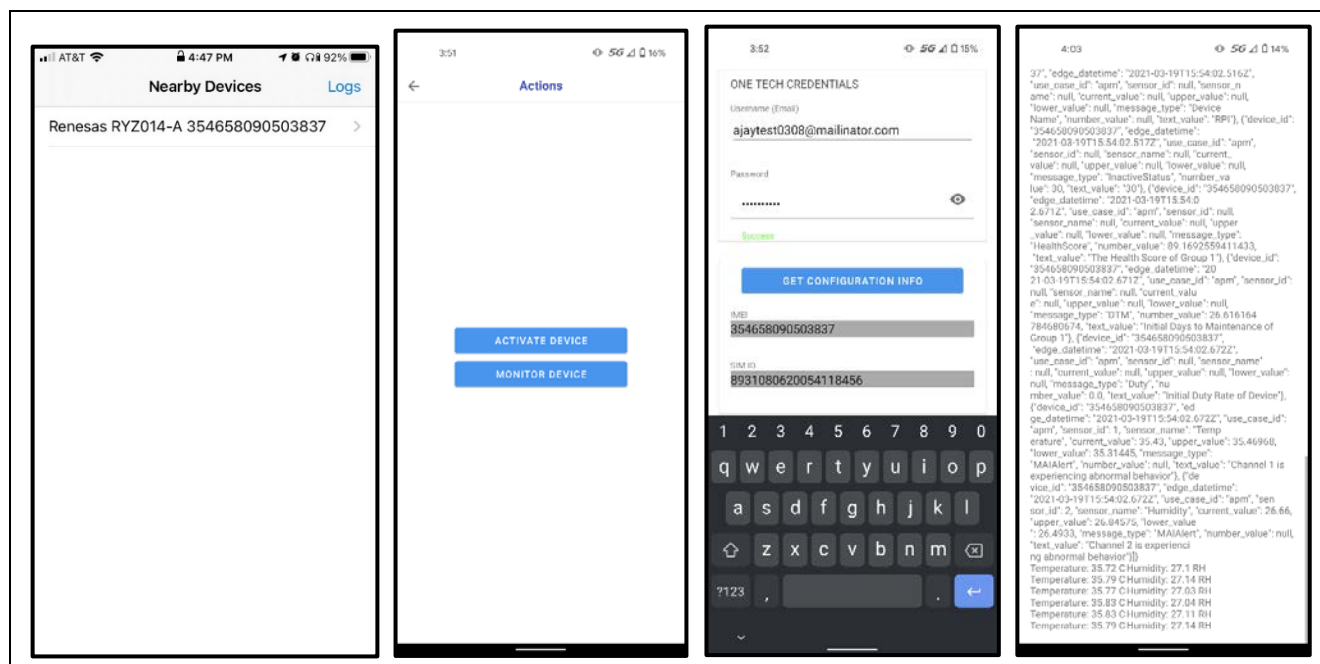 AT&T 4:47 PM 92%
Nearby Devices Logs
Renesas RYZ014-A 354658090503837 >
3:51 5G 16%
← Actions
ACTIVATE DEVICE
MONITOR DEVICE
3:52 5G 15%
ONE TECH CREDENTIALS
Username (Email)
ajaytest0308@mailinator.com
Password
••••••••••
Success
GET CONFIGURATION INFO
IMEI
354658090503837
SIM ID
8931080620054118456
1 2 3 4 5 6 7 8 9 0
q w e r t y u i o p
a s d f g h j k l
z x c v b n m
?123 , .
4:03 5G 14%
37", "edge_datetime": "2021-03-19T15:54:02.516Z",
"use_case_id": "apm", "sensor_id": null, "sensor_n
ame": null, "current_value": null, "upper_value": null,
"lower_value": null, "message_type": "Device
Name", "number_value": null, "text_value": "RPI"}, {"device_id":
"354658090503837", "edge_datetime":
"2021-03-19T15:54:02.517Z", "use_case_id": "apm",
"sensor_id": null, "sensor_name": null, "current_
value": null, "upper_value": null, "lower_value": null,
"message_type": "InactiveStatus", "number_va
lue": 30, "text_value": "30"}, {"device_id": "354658090503837",
"edge_datetime": "2021-03-19T15:54:0
2.671Z", "use_case_id": "apm", "sensor_id": null,
"sensor_name": null, "current_value": null, "upper
_value": null, "lower_value": null, "message_type":
"HealthScore", "number_value": 89.1692559411433,
"text_value": "The Health Score of Group 1"}, {"device_id":
"354658090503837", "edge_datetime": "20
21-03-19T15:54:02.671Z", "use_case_id": "apm", "sensor_id":
null, "sensor_name": null, "current_valu
e": null, "upper_value": null, "lower_value": null,
"message_type": "DTM", "number_value": 26.616164
784680674, "text_value": "Initial Days to Maintenance of
Group 1"}, {"device_id": "354658090503837",
"edge_datetime": "2021-03-19T15:54:02.672Z",
"use_case_id": "apm", "sensor_id": null, "sensor_name"
: null, "current_value": null, "upper_value": null, "lower_value":
null, "message_type": "Duty", "nu
mber_value": 0.0, "text_value": "Initial Duty Rate of Device"},
{"device_id": "354658090503837", "ed
ge_datetime": "2021-03-19T15:54:02.672Z", "use_case_id":
"apm", "sensor_id": 1, "sensor_name": "Temp
erature", "current_value": 35.43, "upper_value": 35.46968,
"lower_value": 35.31445, "message_type":
"MAIAlert", "number_value": null, "text_value": "Channel 1 is
experiencing abnormal behavior"}, {"de
vice_id": "354658090503837", "edge_datetime":
"2021-03-19T15:54:02.672Z", "use_case_id": "apm", "sen
sor_id": 2, "sensor_name": "Humidity", "current_value": 26.66,
"upper_value": 26.84575, "lower_value
": 26.4933, "message_type": "MAIAlert", "number_value": null,
"text_value": "Channel 2 is experienci
ng abnormal behavior"}]}
Temperature: 35.72 C Humidity: 27.1 RH
Temperature: 35.79 C Humidity: 27.14 RH
Temperature: 35.77 C Humidity: 27.03 RH
Temperature: 35.83 C Humidity: 27.04 RH
Temperature: 35.83 C Humidity: 27.11 RH
Temperature: 35.79 C Humidity: 27.14 RH